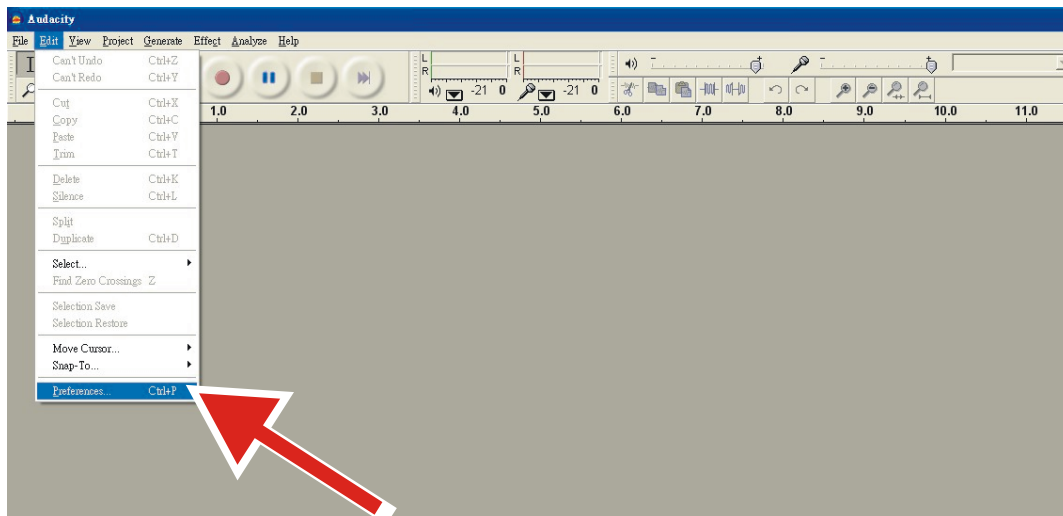 Audacity
File Edit View Project Generate Effect Analyze Help
Can't Undo Ctrl+Z
Can't Redo Ctrl+Y
Cut Ctrl+X
Copy Ctrl+C
Paste Ctrl+V
Trim Ctrl+T
Delete Ctrl+K
Silence Ctrl+L
Split
Duplicate Ctrl+D
Select...
Find Zero Crossings Z
Selection Save
Selection Restore
Move Cursor...
Snap-To...
Preferences... Ctrl+P
L L
R R
-21 0 -21 0
1.0 2.0 3.0 4.0 5.0 6.0 7.0 8.0 9.0 10.0 11.0